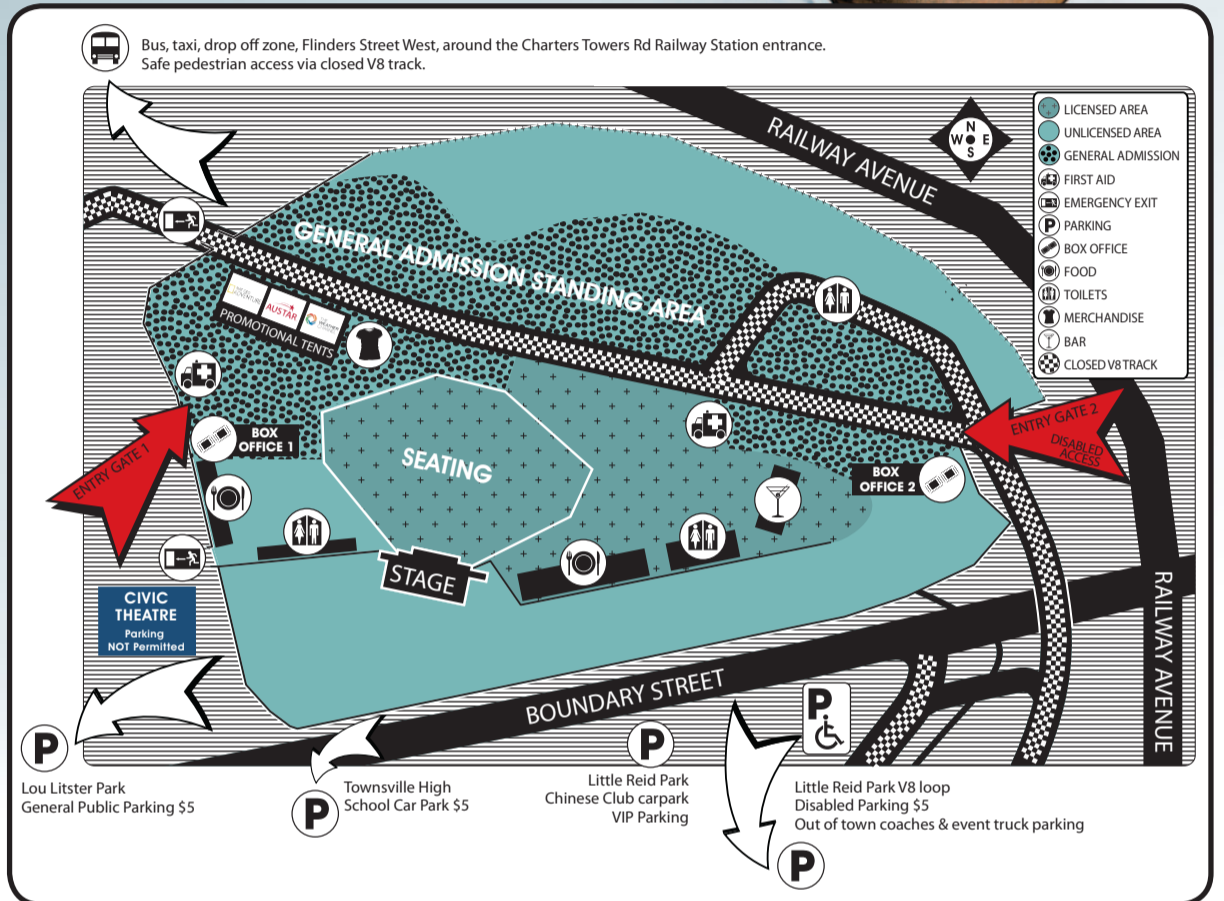 Bus, taxi, drop off zone, Flinders Street West, around the Charters Towers Rd Railway Station entrance.
Safe pedestrian access via closed V8 track.
RAILWAY AVENUE
N
W E
S
LICENSED AREA
UNLICENSED AREA
GENERAL ADMISSION
FIRST AID
EMERGENCY EXIT
P PARKING
BOX OFFICE
FOOD
TOILETS
MERCHANDISE
BAR
CLOSED V8 TRACK
GENERAL ADMISSION STANDING AREA
AUSTAR
PROMOTIONAL TENTS
ENTRY GATE 1
BOX
OFFICE 1
SEATING
ENTRY GATE 2
DISABLED
ACCESS
BOX
OFFICE 2
STAGE
CIVIC
THEATRE
Parking
NOT Permitted
RAILWAY AVENUE
BOUNDARY STREET
P
P
Lou Litster Park
General Public Parking $5
P
Townsville High
School Car Park $5
P
Little Reid Park
Chinese Club carpark
VIP Parking
Little Reid Park V8 loop
Disabled Parking $5
Out of town coaches & event truck parking
P